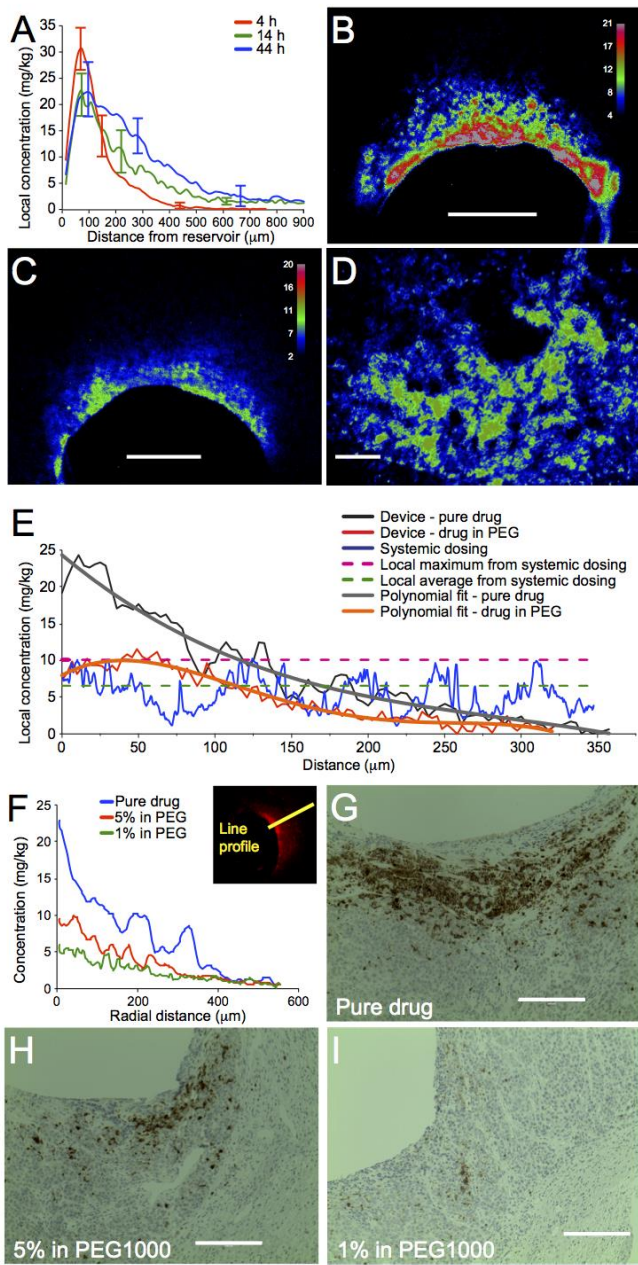 A
4 h
14 h
44 h
Local concentration (mg/kg)
40
35
30
25
20
15
10
5
0
0 100 200 300 400 500 600 700 800 900
Distance from reservoir (μm)
B
21
17
12
8
4
C
20
16
11
7
2
D
E
Device - pure drug
Device - drug in PEG
Systemic dosing
Local maximum from systemic dosing
Local average from systemic dosing
Polynomial fit - pure drug
Polynomial fit - drug in PEG
Local concentration (mg/kg)
25
20
15
10
5
0
0 50 100 150 200 250 300 350
Distance (μm)
F
Pure drug
5% in PEG
1% in PEG
Line
profile
Concentration (mg/kg)
25
20
15
10
5
0
0 200 400 600
Radial distance (μm)
G
Pure drug
H
5% in PEG1000
I
1% in PEG1000